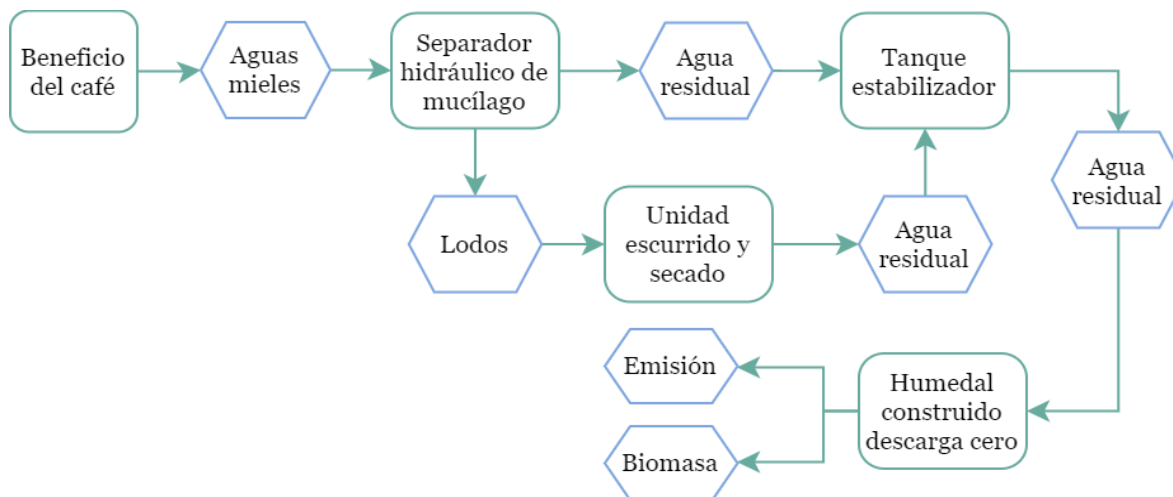 Beneficio
del café
Aguas
mieles
Separador
hidráulico de
mucílago
Agua
residual
Tanque
estabilizador
Agua
residual
Lodos
Unidad
escurrido y
secado
Agua
residual
Emisión
Humedal
construido
descarga cero
Biomasa